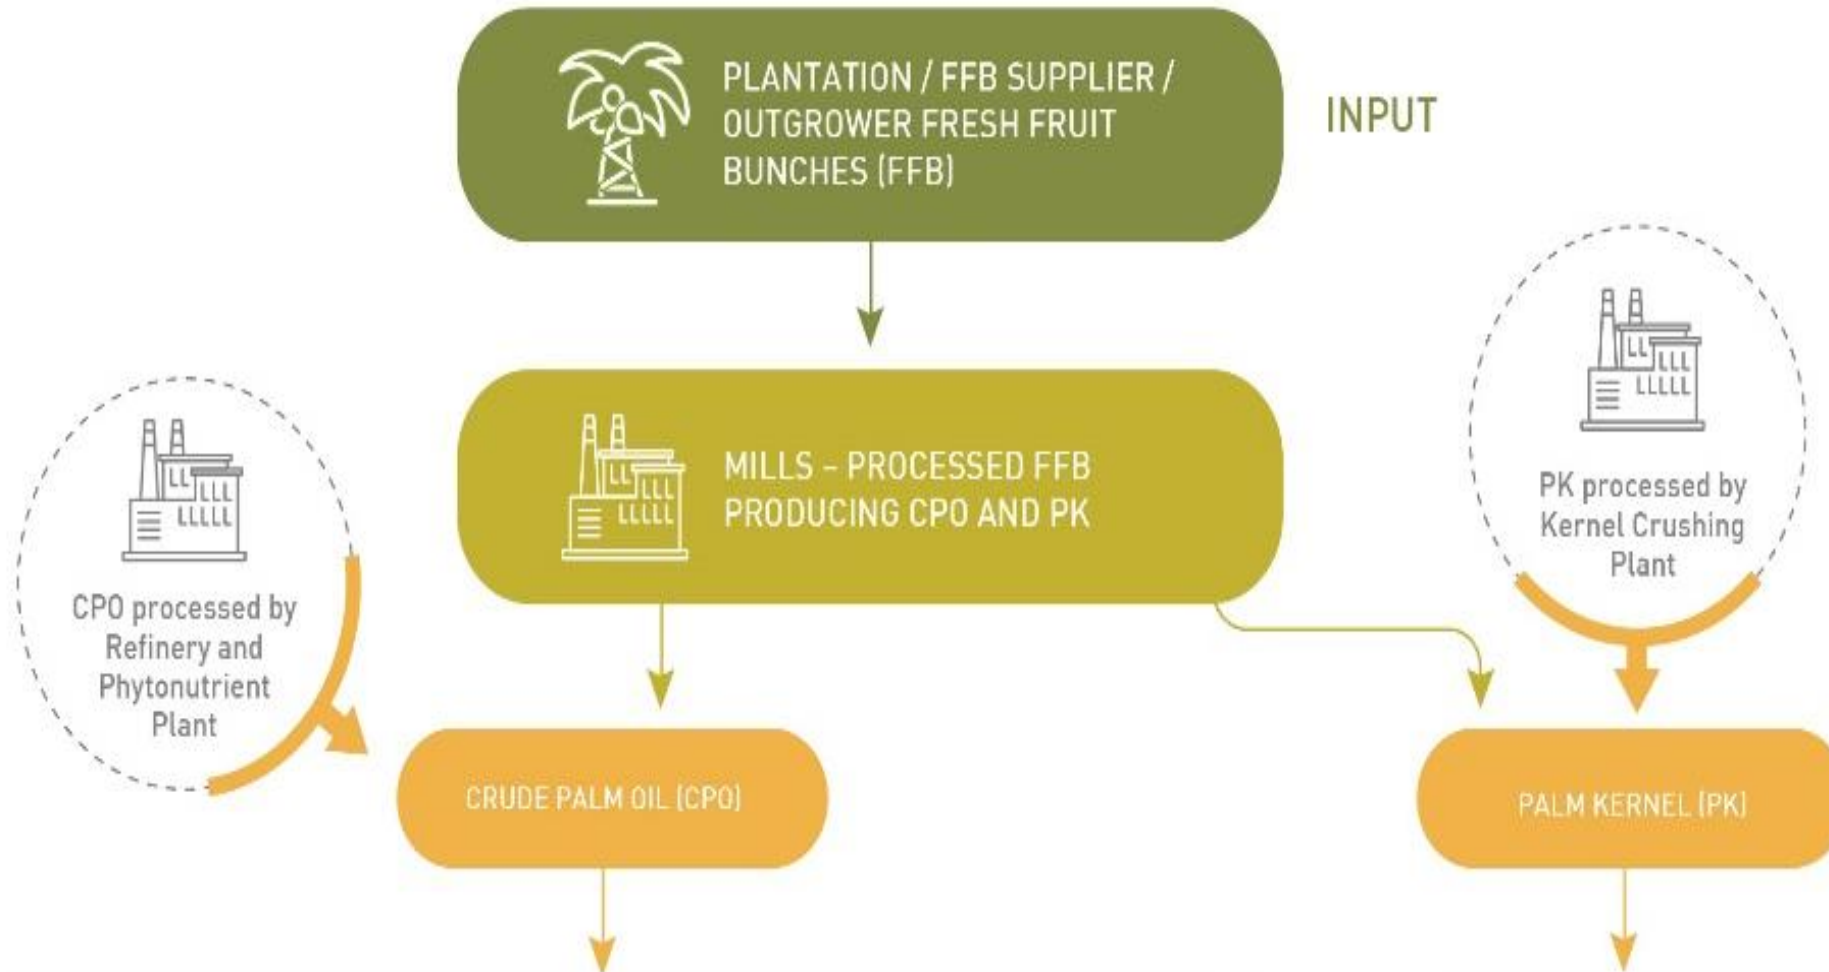 PLANTATION / FFB SUPPLIER /
OUTGROWER FRESH FRUIT
BUNCHES (FFB)
INPUT
MILLS – PROCESSED FFB
PRODUCING CPO AND PK
PK processed by
Kernel Crushing
Plant
CPO processed by
Refinery and
Phytonutrient
Plant
CRUDE PALM OIL (CPO)
PALM KERNEL (PK)